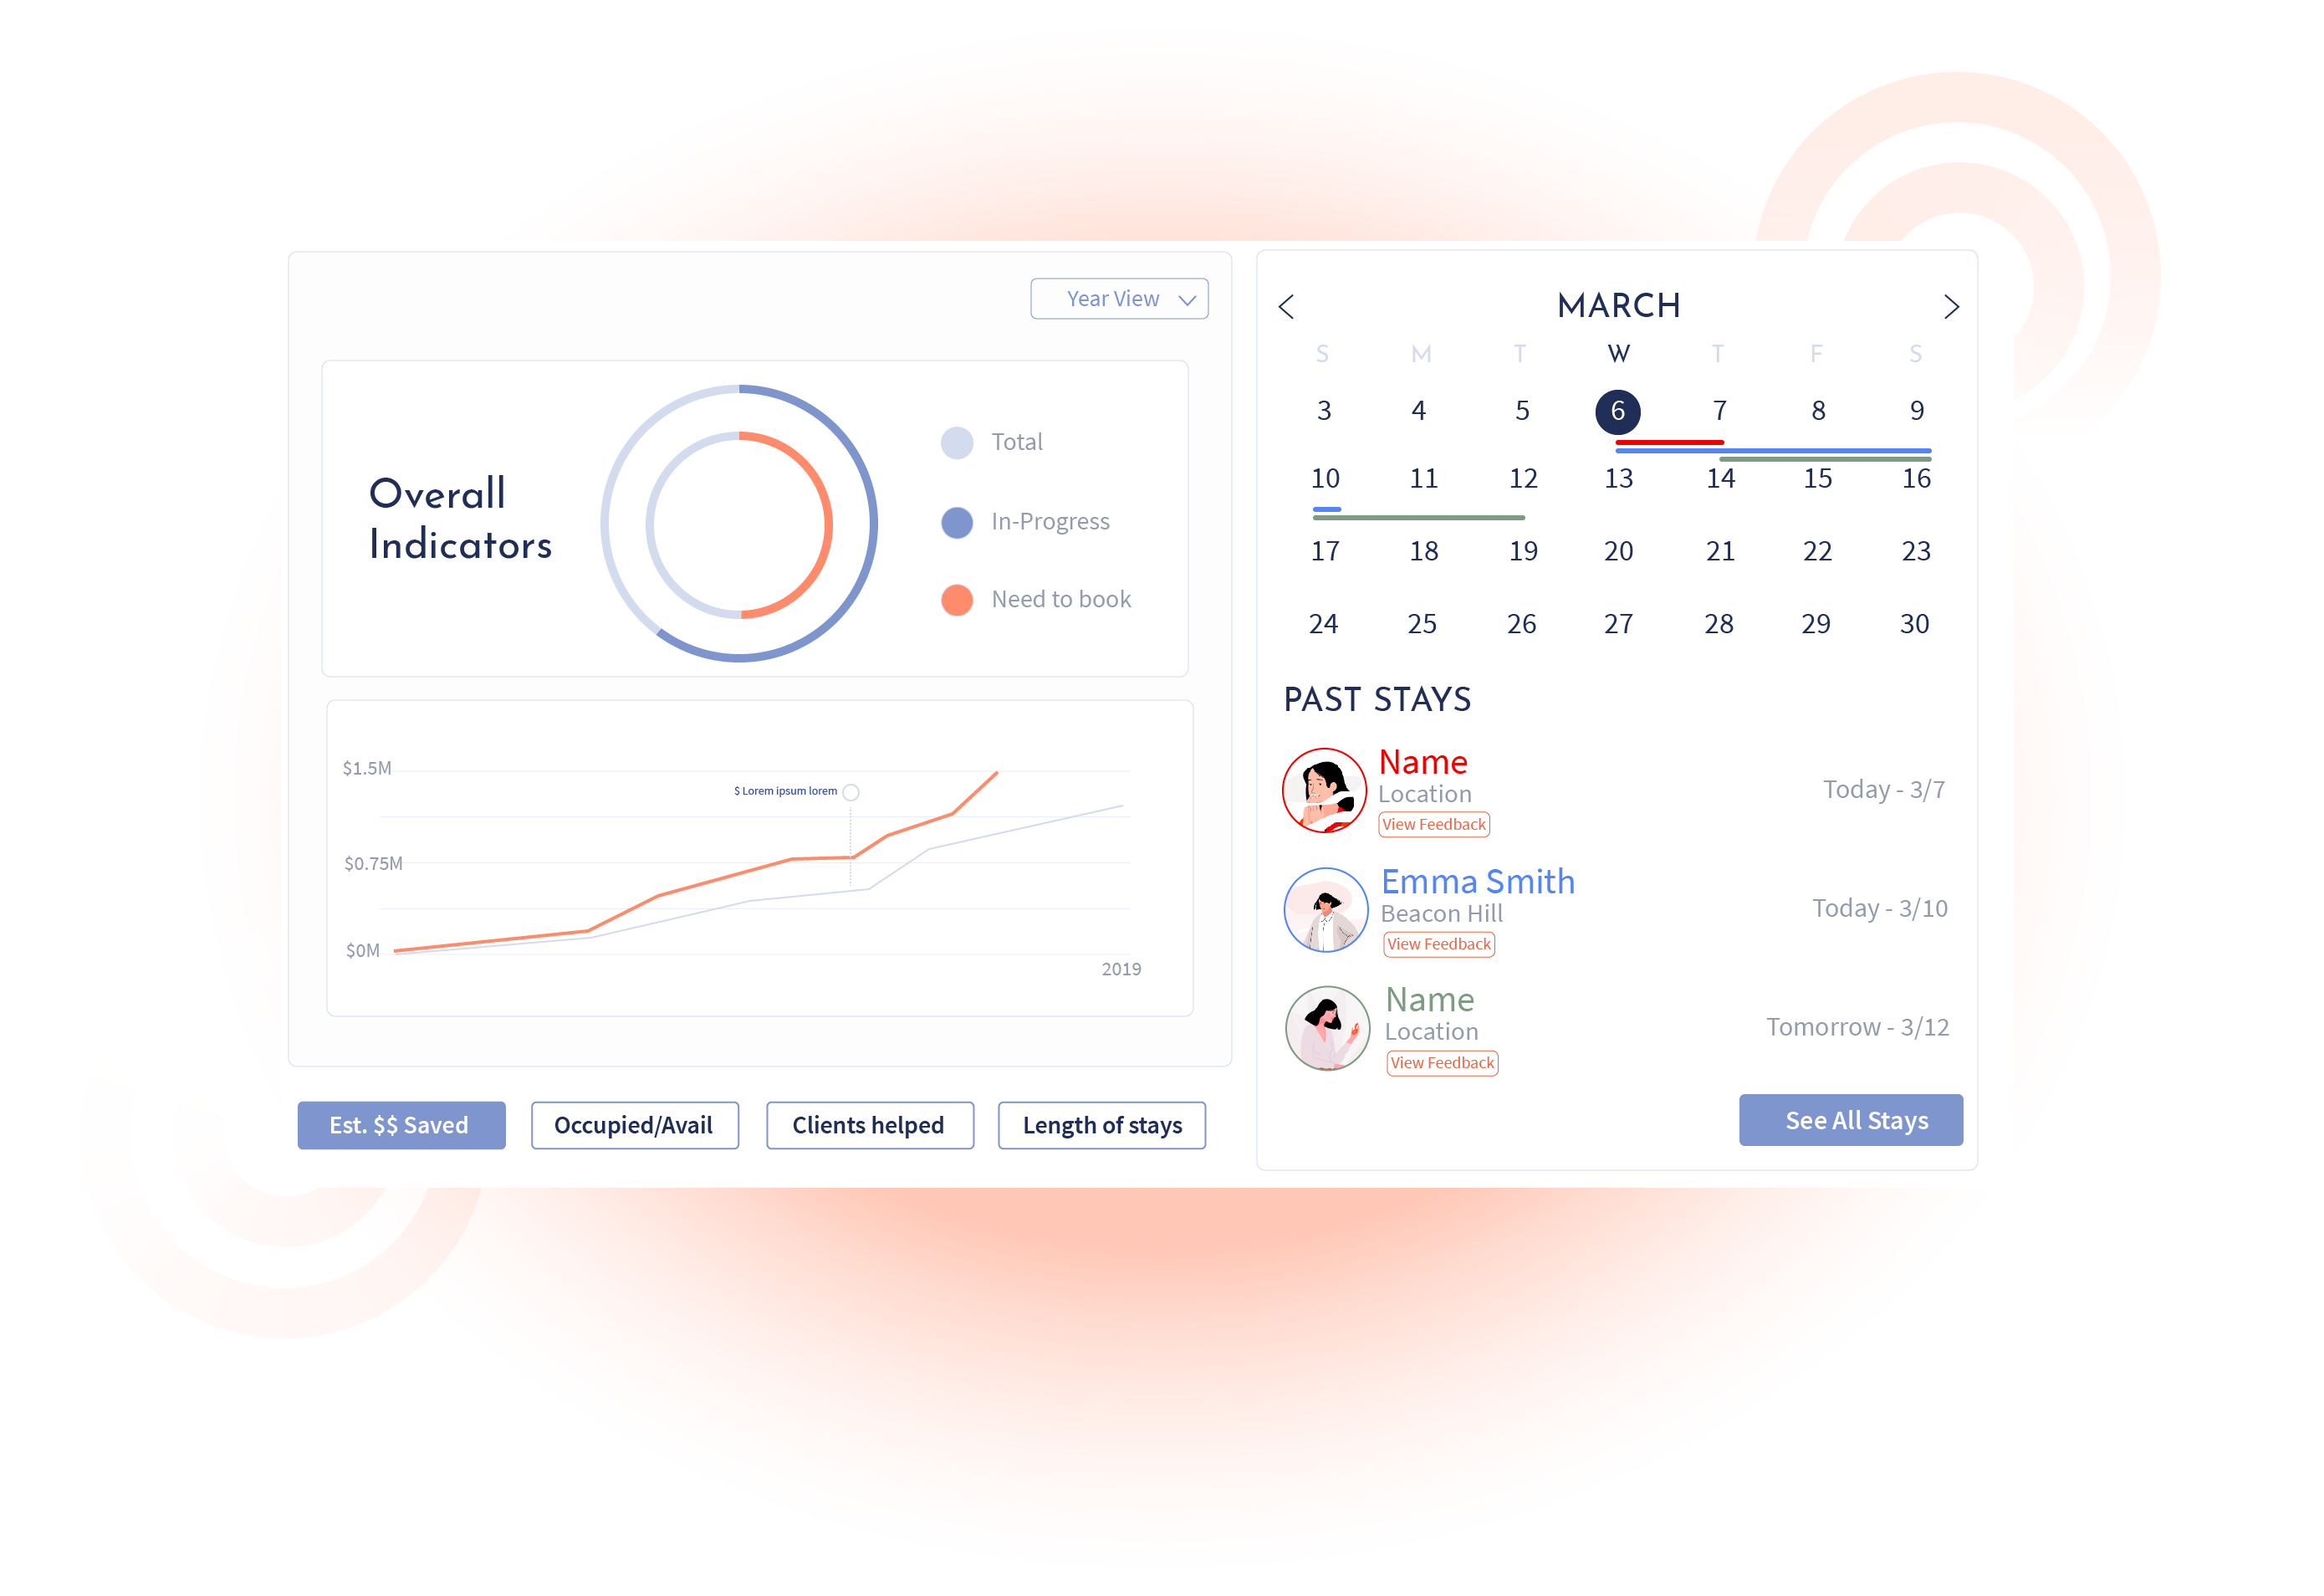 Year View
Overall
Indicators
Total
In-Progress
Need to book
$1.5M
$ Lorem ipsum lorem
$0.75M
$0M
2019
Est. $$ Saved
Occupied/Avail
Clients helped
Length of stays
MARCH
S M T W T F S
3 4 5 6 7 8 9
10 11 12 13 14 15 16
17 18 19 20 21 22 23
24 25 26 27 28 29 30
PAST STAYS
Name
Location
View Feedback
Today - 3/7
Emma Smith
Beacon Hill
View Feedback
Today - 3/10
Name
Location
View Feedback
Tomorrow - 3/12
See All Stays